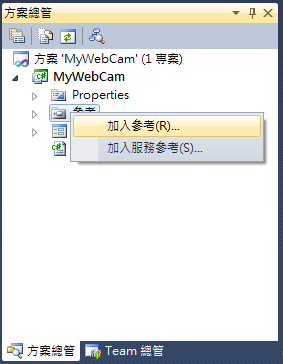 方案總管
方案 'MyWebCam' (1 專案)
MyWebCam
Properties
參考
加入參考(R)...
加入服務參考(S)...
方案總管
Team 總管